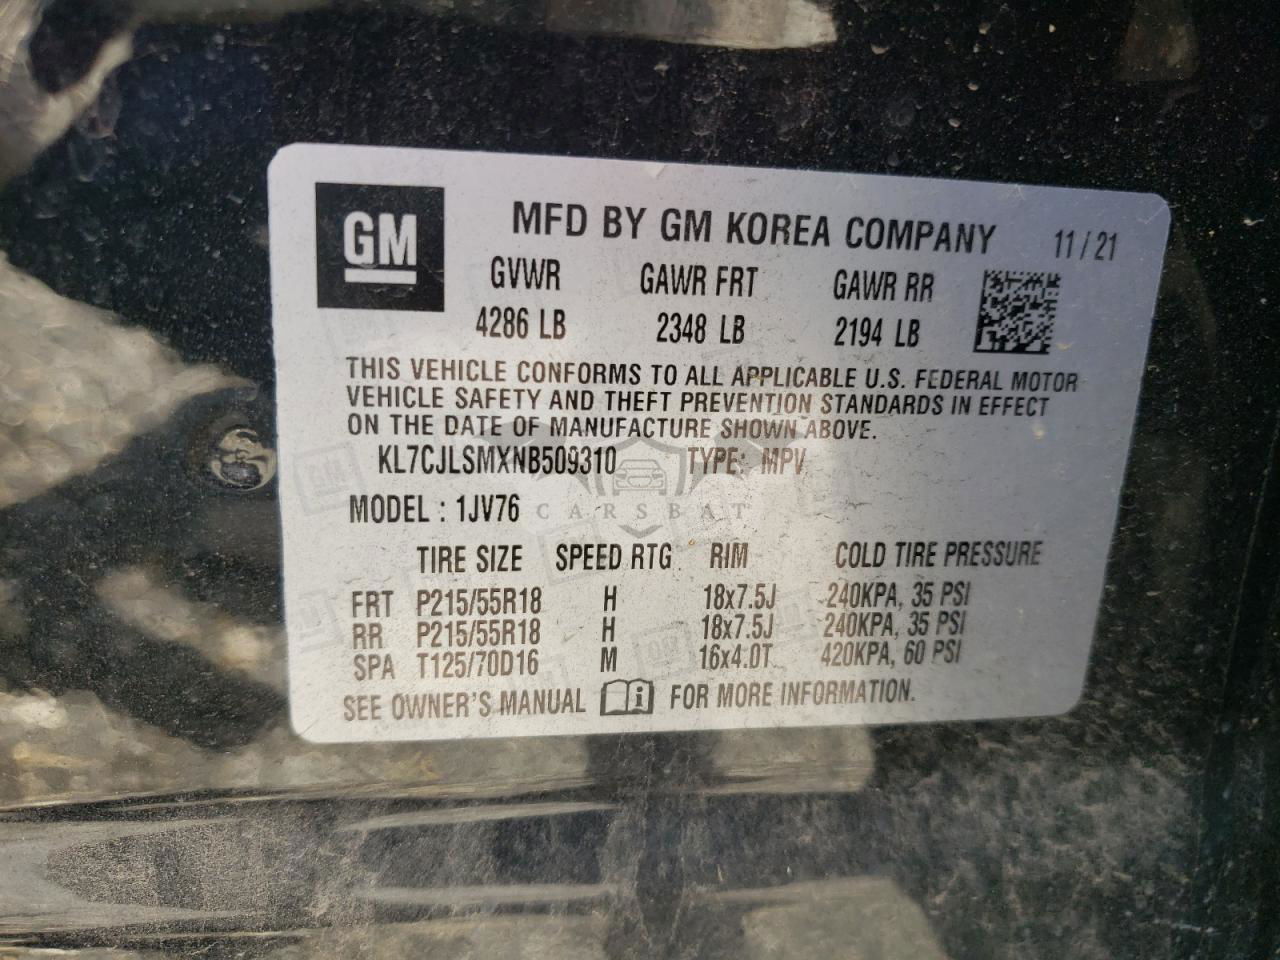 GM
MFD BY GM KOREA COMPANY 11 / 21
GVWR GAWR FRT GAWR RR
4286 LB 2348 LB 2194 LB
THIS VEHICLE CONFORMS TO ALL APPLICABLE U.S. FEDERAL MOTOR
VEHICLE SAFETY AND THEFT PREVENTION STANDARDS IN EFFECT
ON THE DATE OF MANUFACTURE SHOWN ABOVE.
KL7CJLSMXNB509310 TYPE: MPV
MODEL : 1JV76
CARSBAT
TIRE SIZE SPEED RTG RIM COLD TIRE PRESSURE
FRT P215/55R18 H 18x7.5J 240KPA, 35 PSI
RR P215/55R18 H 18x7.5J 240KPA, 35 PSI
SPA T125/70D16 M 16x4.0T 420KPA, 60 PSI
SEE OWNER'S MANUAL i FOR MORE INFORMATION.